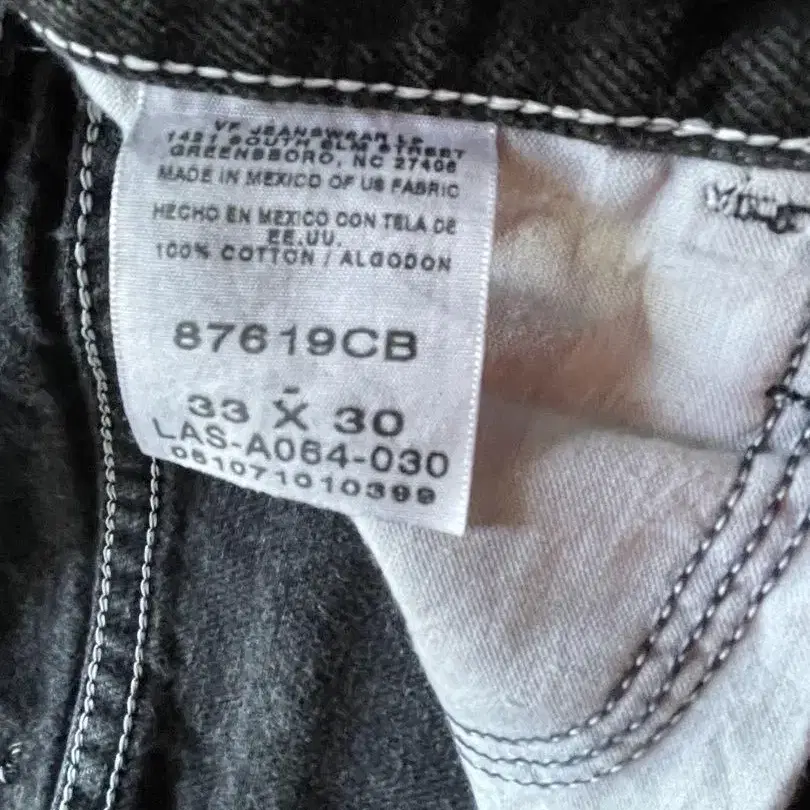 VF JEANSWEAR LP
1421 SOUTH ELM STREET
GREENSBORO, NC 27406
MADE IN MEXICO OF US FABRIC
HECHO EN MEXICO CON TELA DE
EE.UU.
100% COTTON / ALGODON
87619CB
33 X 30
LAS-A064-030
081071010399